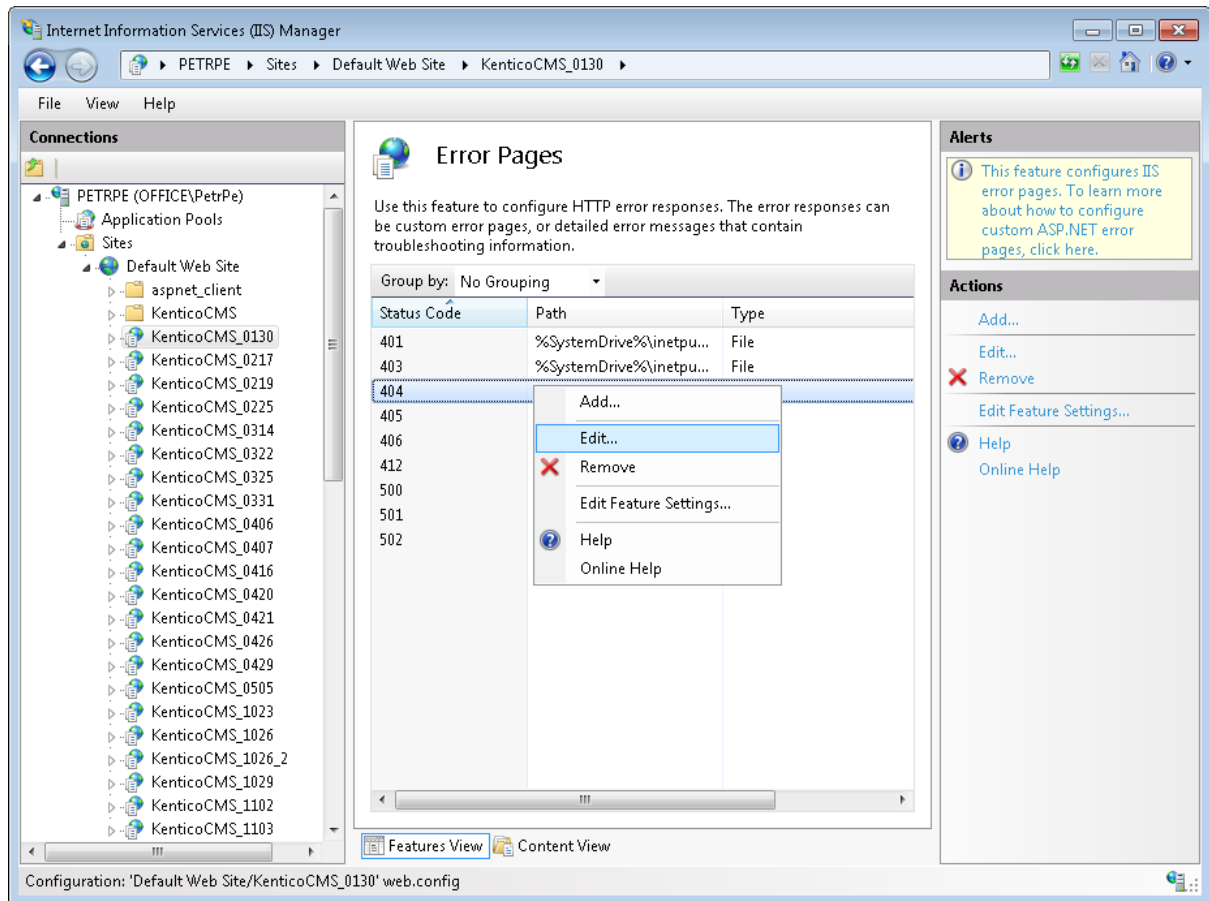 Internet Information Services (IIS) Manager
PETRPE Sites Default Web Site KenticoCMS_0130
File View Help
Connections
PETRPE (OFFICE\PetrPe)
Application Pools
Sites
Default Web Site
aspnet_client
KenticoCMS
KenticoCMS_0130
KenticoCMS_0217
KenticoCMS_0219
KenticoCMS_0225
KenticoCMS_0314
KenticoCMS_0322
KenticoCMS_0325
KenticoCMS_0331
KenticoCMS_0406
KenticoCMS_0407
KenticoCMS_0416
KenticoCMS_0420
KenticoCMS_0421
KenticoCMS_0426
KenticoCMS_0429
KenticoCMS_0505
KenticoCMS_1023
KenticoCMS_1026
KenticoCMS_1026_2
KenticoCMS_1029
KenticoCMS_1102
KenticoCMS_1103
Error Pages
Use this feature to configure HTTP error responses. The error responses can
be custom error pages, or detailed error messages that contain
troubleshooting information.
Group by: No Grouping
Status Code Path Type
401 %SystemDrive%\inetpu... File
403 %SystemDrive%\inetpu... File
404
405
406
412
500
501
502
Add...
Edit...
Remove
Edit Feature Settings...
Help
Online Help
Features View Content View
Alerts
This feature configures IIS
error pages. To learn more
about how to configure
custom ASP.NET error
pages, click here.
Actions
Add...
Edit...
Remove
Edit Feature Settings...
Help
Online Help
Configuration: 'Default Web Site/KenticoCMS_0130' web.config